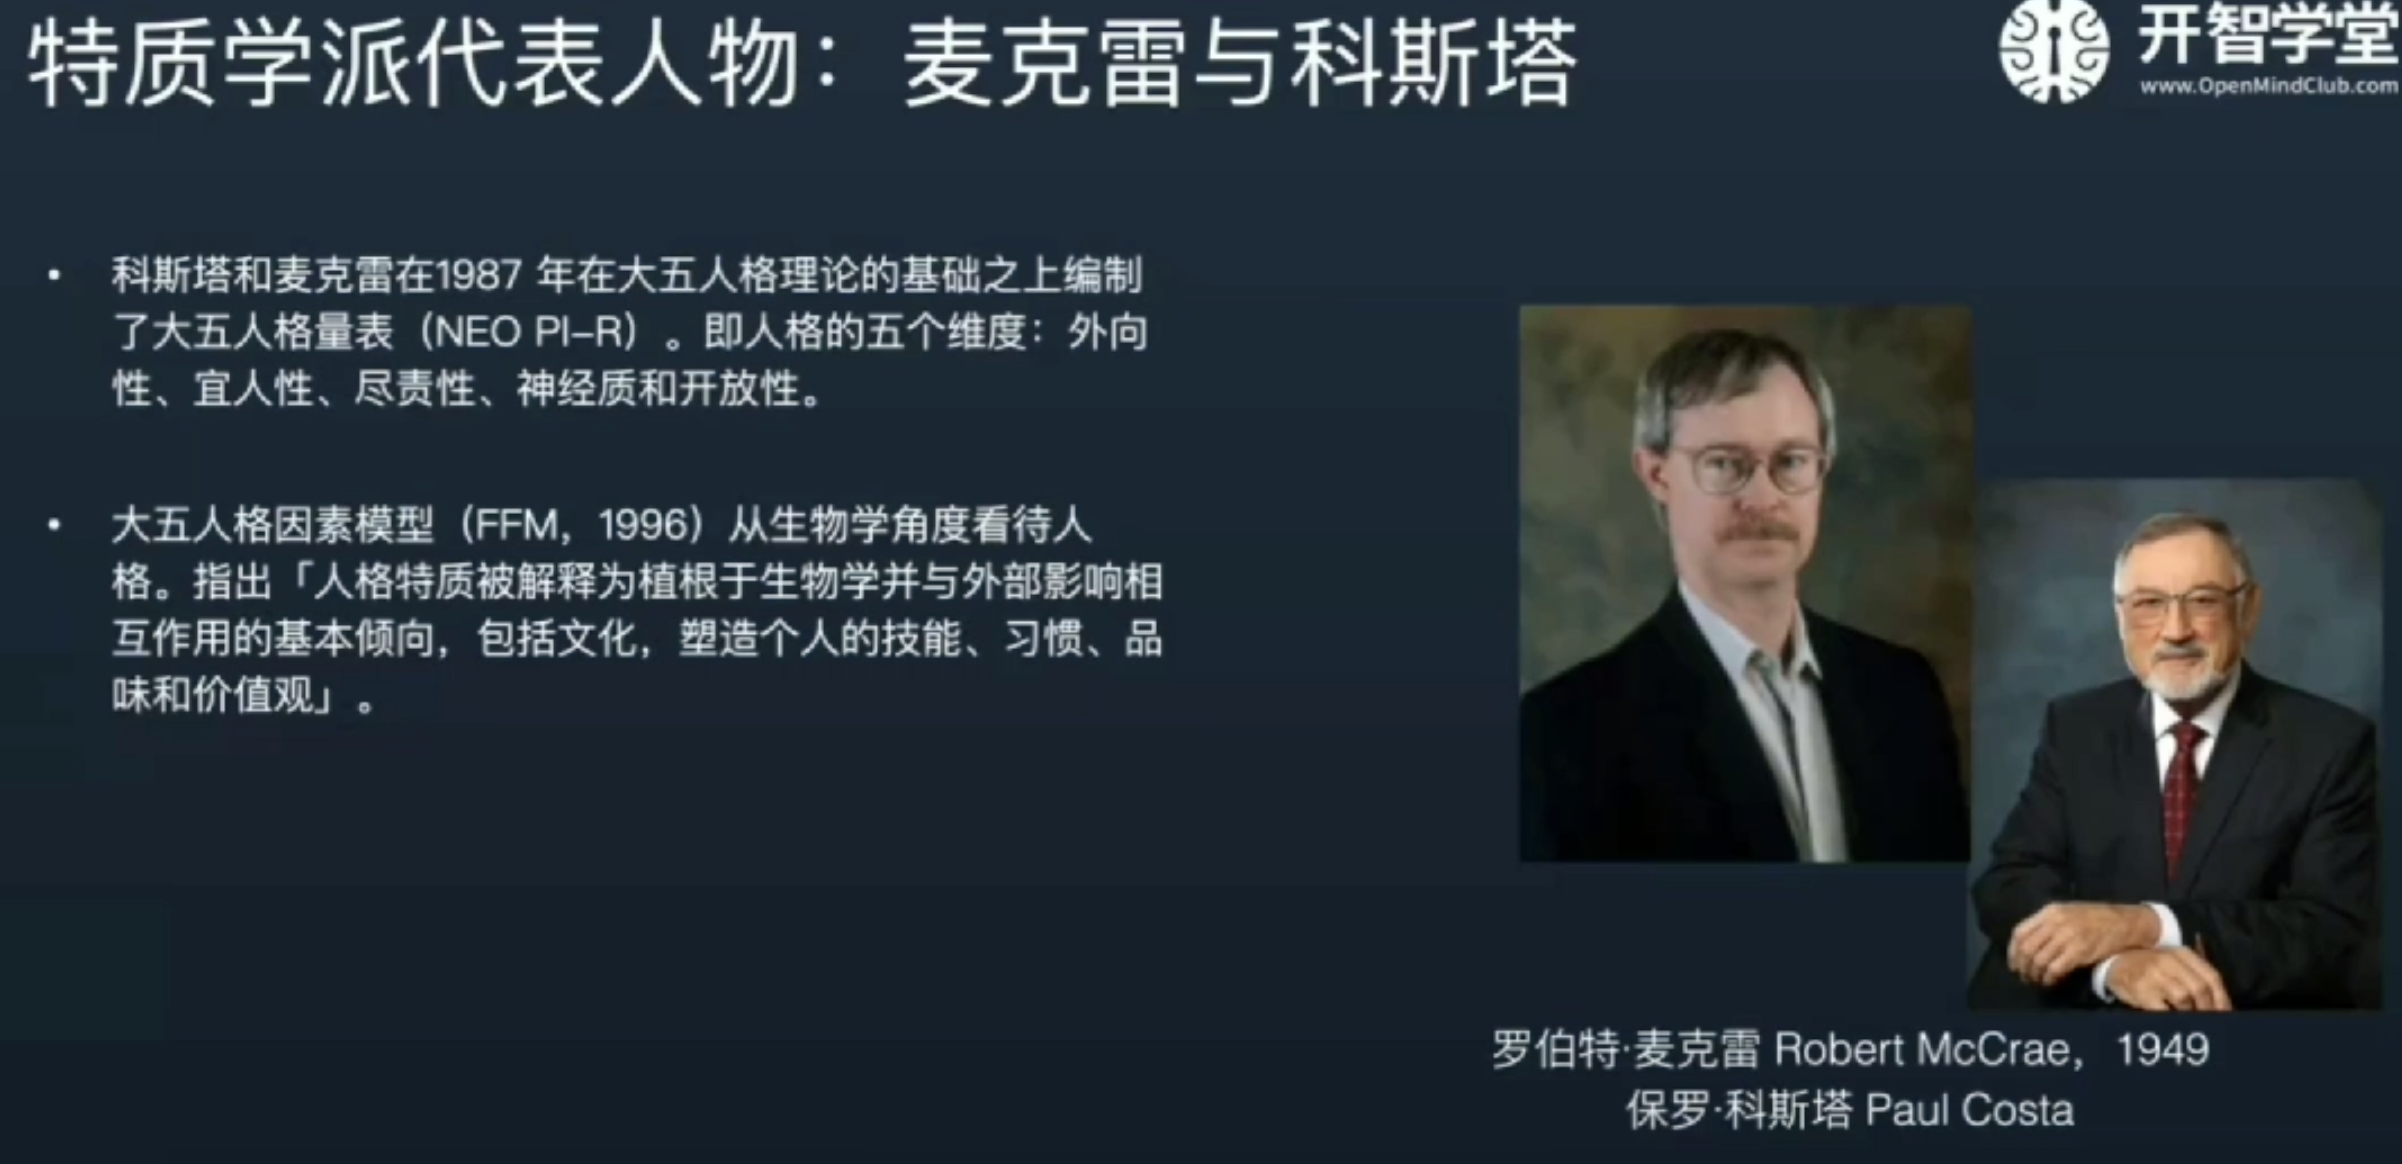 特质学派代表人物：麦克雷与科斯塔
开智学堂
www.OpenMindClub.com
• 科斯塔和麦克雷在1987 年在大五人格理论的基础之上编制
了大五人格量表（NEO PI-R）。即人格的五个维度：外向
性、宜人性、尽责性、神经质和开放性。
• 大五人格因素模型（FFM，1996）从生物学角度看待人
格。指出「人格特质被解释为植根于生物学并与外部影响相
互作用的基本倾向，包括文化，塑造个人的技能、习惯、品
味和价值观」。
罗伯特·麦克雷 Robert McCrae，1949
保罗·科斯塔 Paul Costa